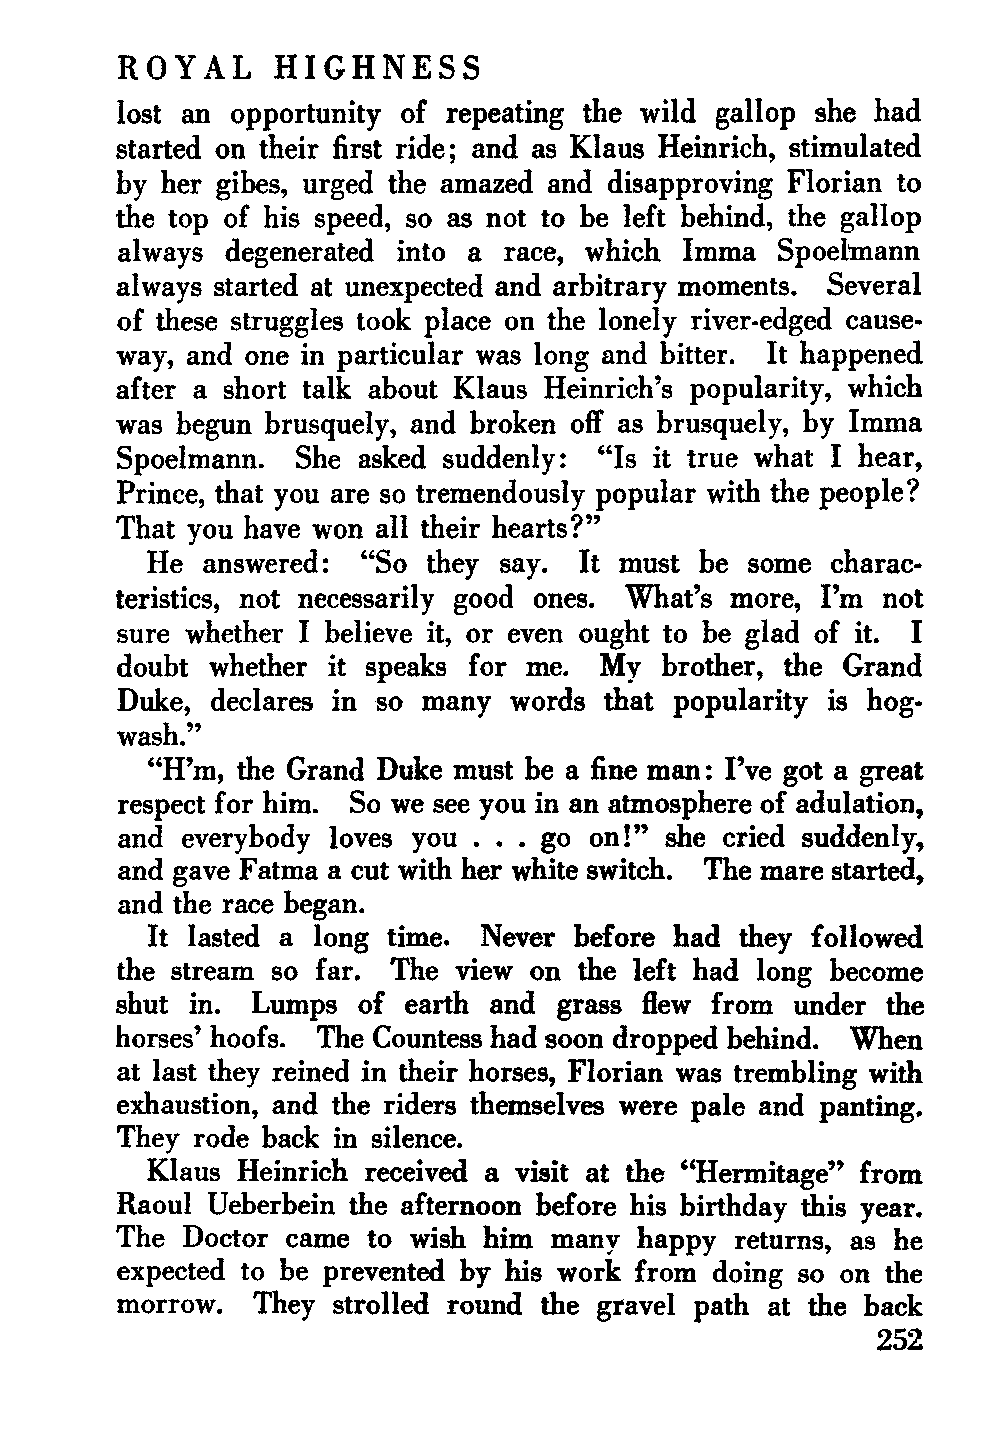 ROYAL HIGHNESS
lost an opportunity of repeating the wild gallop she had
started on their first ride; and as Klaus Heinrich, stimulated
by her gibes, urged the amazed and disapproving Florian to
the top of his speed, so as not to be left behind, the gallop
always degenerated into a race, which Imma Spoelmann
always started at unexpected and arbitrary moments. Several
of these struggles took place on the lonely river-edged cause-
way, and one in particular was long and bitter. It happened
after a short talk about Klaus Heinrich’s popularity, which
was begun brusquely, and broken off as brusquely, by Imma
Spoelmann. She asked suddenly: “Is it true what I hear,
Prince, that you are so tremendously popular with the people?
That you have won all their hearts?”
He answered: “So they say. It must be some charac-
teristics, not necessarily good ones. What’s more, I’m not
sure whether I believe it, or even ought to be glad of it. I
doubt whether it speaks for me. My brother, the Grand
Duke, declares in so many words that popularity is hog-
wash.”
“H’m, the Grand Duke must be a fine man: I’ve got a great
respect for him. So we see you in an atmosphere of adulation,
and everybody loves you . . . go on!” she cried suddenly,
and gave Fatma a cut with her white switch. The mare started,
and the race began.
It lasted a long time. Never before had they followed
the stream so far. The view on the left had long become
shut in. Lumps of earth and grass flew from under the
horses’ hoofs. The Countess had soon dropped behind. When
at last they reined in their horses, Florian was trembling with
exhaustion, and the riders themselves were pale and panting.
They rode back in silence.
Klaus Heinrich received a visit at the “Hermitage” from
Raoul Ueberbein the afternoon before his birthday this year.
The Doctor came to wish him many happy returns, as he
expected to be prevented by his work from doing so on the
morrow. They strolled round the gravel path at the back
252